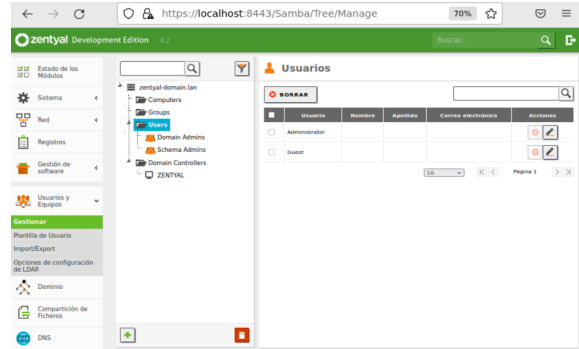 https://localhost:8443/Samba/Tree/Manage
70%
zentyal Development Edition 6.2
Buscar...
Estado de los
Módulos
Sistema
Red
Registros
Gestión de
software
Usuarios y
Equipos
Gestionar
Plantilla de Usuario
Import/Export
Opciones de configuración
de LDAP.
Dominio
Compartición de
Ficheros
DNS
zentyal-domain.lan
Computers
Groups
Users
Domain Admins
Schema Admins
Domain Controllers
ZENTYAL
Usuarios
BORRAR
Usuario Nombre Apellido Correo electrónico Acciones
Administrator
Guest
10 Página 1